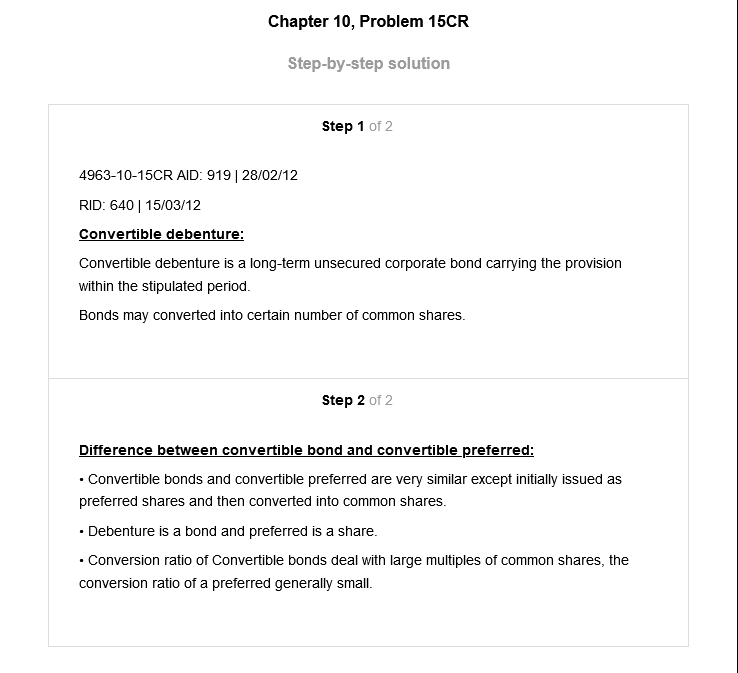 Chapter 10, Problem 15CR
Step-by-step solution
Step 1 of 2
4963-10-15CR AID: 919 | 28/02/12
RID: 640 | 15/03/12
Convertible debenture:
Convertible debenture is a long-term unsecured corporate bond carrying the provision
within the stipulated period.
Bonds may converted into certain number of common shares.
Step 2 of 2
Difference between convertible bond and convertible preferred:
• Convertible bonds and convertible preferred are very similar except initially issued as
preferred shares and then converted into common shares.
• Debenture is a bond and preferred is a share.
• Conversion ratio of Convertible bonds deal with large multiples of common shares, the
conversion ratio of a preferred generally small.